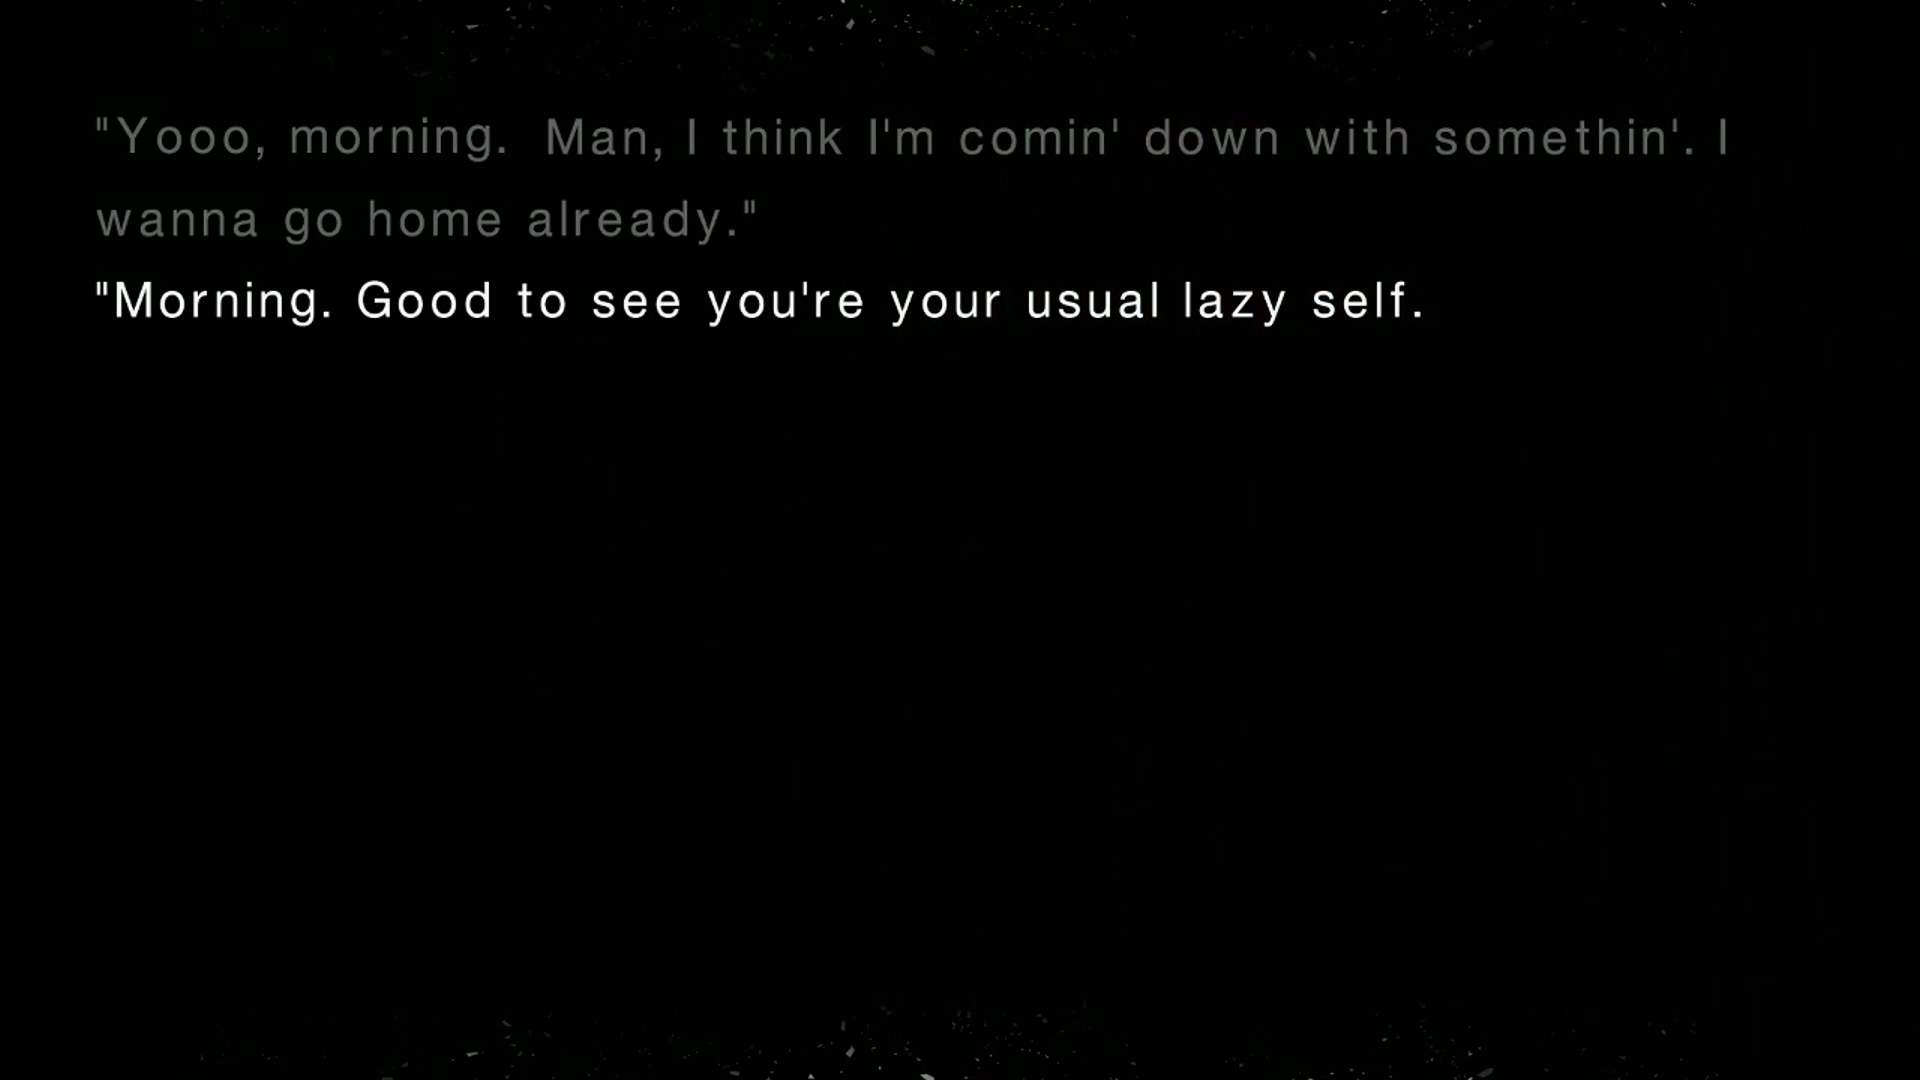 "Yooo, morning.  Man, I think I'm comin' down with somethin'. I
wanna go home already."
"Morning. Good to see you're your usual lazy self.